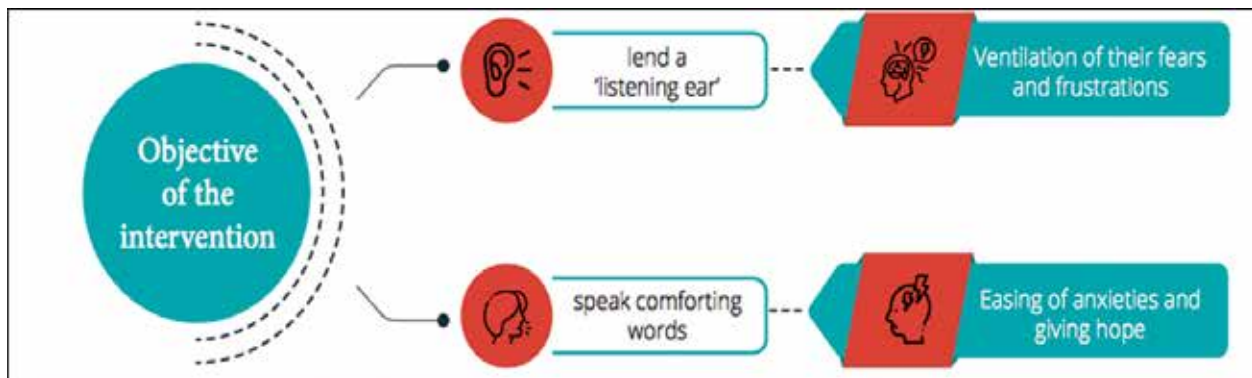 Objective
of the
intervention
lend a
'listening ear'
Ventilation of their fears
and frustrations
speak comforting
words
Easing of anxieties and
giving hope